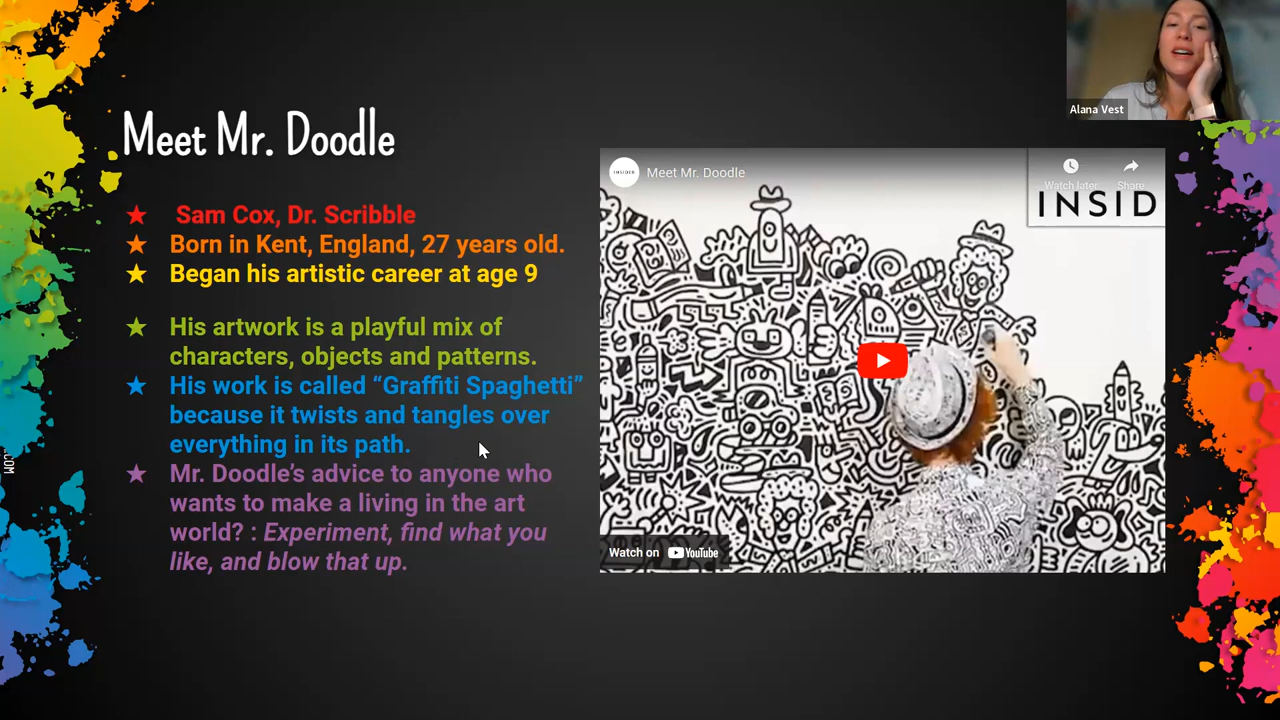 Alana Vest
Meet Mr. Doodle
★ Sam Cox, Dr. Scribble
★ Born in Kent, England, 27 years old.
★ Began his artistic career at age 9
★ His artwork is a playful mix of
characters, objects and patterns.
★ His work is called “Graffiti Spaghetti”
because it twists and tangles over
everything in its path.
★ Mr. Doodle’s advice to anyone who
wants to make a living in the art
world? : Experiment, find what you
like, and blow that up.
INSIDER
Meet Mr. Doodle
Watch later
Share
INSID
Watch on YouTube
.COM